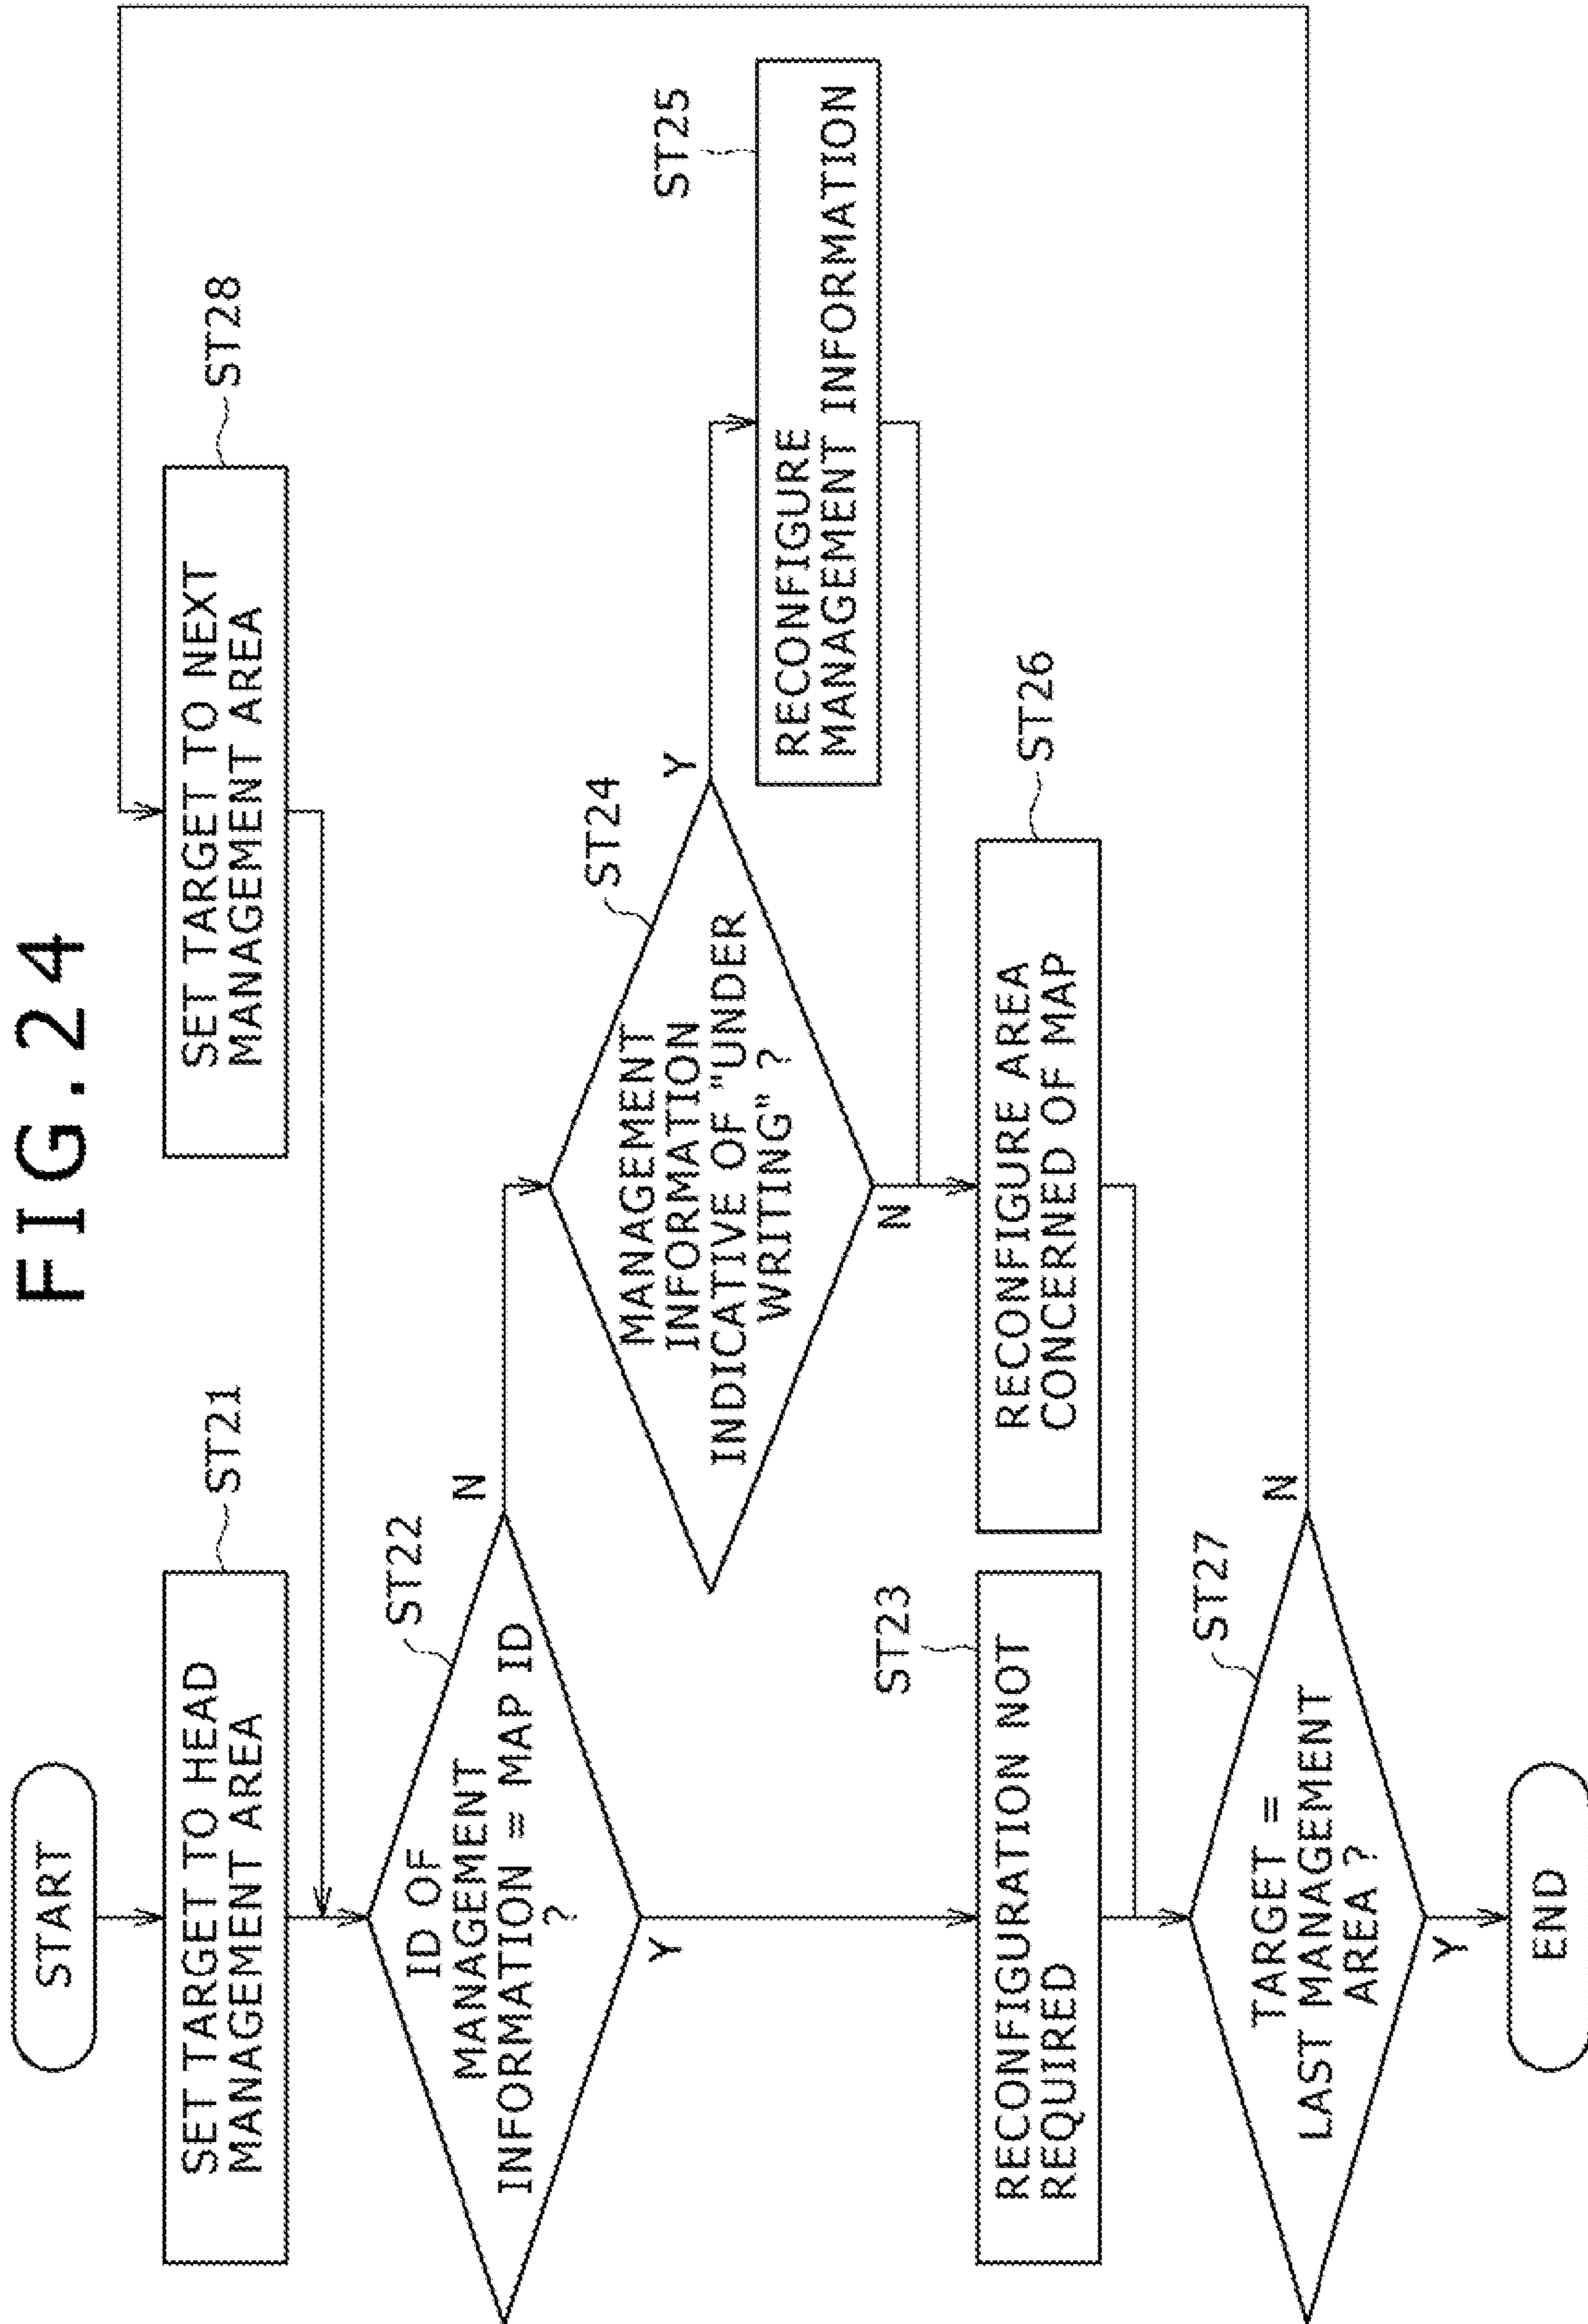 FIG.24
START
SET TARGET TO HEAD
MANAGEMENT AREA
ST21
SET TARGET TO NEXT
MANAGEMENT AREA
ST28
ID OF
MANAGEMENT
INFORMATION = MAP ID
?
ST22
N
Y
MANAGEMENT
INFORMATION
INDICATIVE OF "UNDER
WRITING" ?
ST24
Y
N
RECONFIGURE
MANAGEMENT INFORMATION
ST25
RECONFIGURATION NOT
REQUIRED
ST23
RECONFIGURE AREA
CONCERNED OF MAP
ST26
TARGET =
LAST MANAGEMENT
AREA ?
ST27
N
Y
END